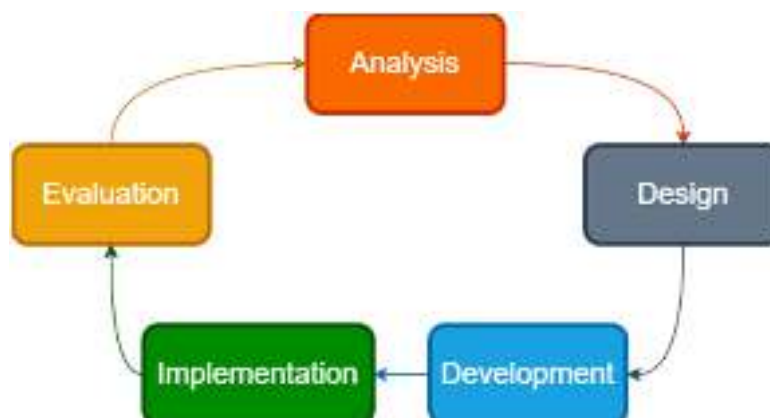 Analysis
Evaluation
Design
Implementation
Development